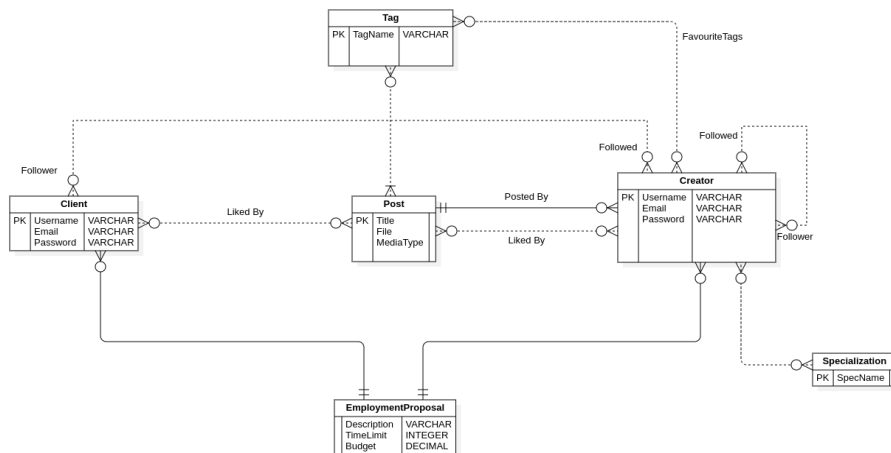 Tag
PK TagName VARCHAR
FavouriteTags
Followed
Followed
Follower
Creator
PK Username VARCHAR
Email VARCHAR
Password VARCHAR
Follower
Client
PK Username VARCHAR
Email VARCHAR
Password VARCHAR
Liked By
Post
PK Title
File
MediaType
Posted By
Liked By
Specialization
PK SpecName
EmploymentProposal
Description VARCHAR
TimeLimit INTEGER
Budget DECIMAL